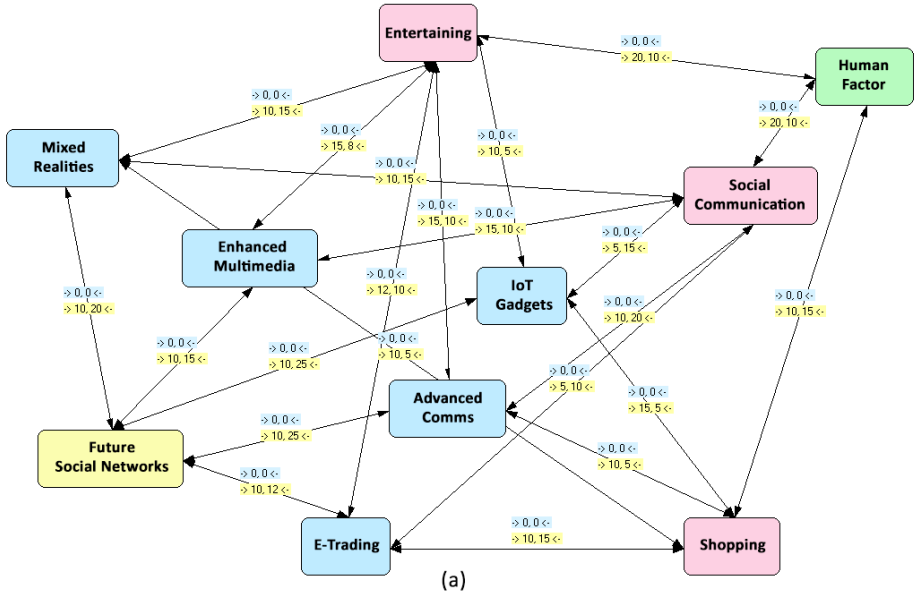 Entertaining
-> 0, 0 <-
-> 20, 10 <-
Human
Factor
-> 0, 0 <-
-> 10, 15 <-
-> 0, 0 <-
-> 20, 10 <-
-> 0, 0 <-
-> 15, 8 <-
-> 0, 0 <-
-> 10, 5 <-
Mixed
Realities
-> 0, 0 <-
-> 10, 15 <-
Social
Communication
-> 0, 0 <-
-> 15, 10 <-
-> 0, 0 <-
-> 15, 10 <-
Enhanced
Multimedia
-> 0, 0 <-
-> 5, 15 <-
-> 0, 0 <-
-> 12, 10 <-
IoT
Gadgets
-> 0, 0 <-
-> 10, 20 <-
-> 0, 0 <-
-> 10, 20 <-
-> 0, 0 <-
-> 10, 15 <-
-> 0, 0 <-
-> 10, 15 <-
-> 0, 0 <-
-> 10, 25 <-
-> 0, 0 <-
-> 10, 5 <-
-> 0, 0 <-
-> 5, 10 <-
Advanced
Comms
-> 0, 0 <-
-> 15, 5 <-
Future
Social Networks
-> 0, 0 <-
-> 10, 25 <-
-> 0, 0 <-
-> 10, 5 <-
-> 0, 0 <-
-> 10, 12 <-
E-Trading
-> 0, 0 <-
-> 10, 15 <-
Shopping
(a)